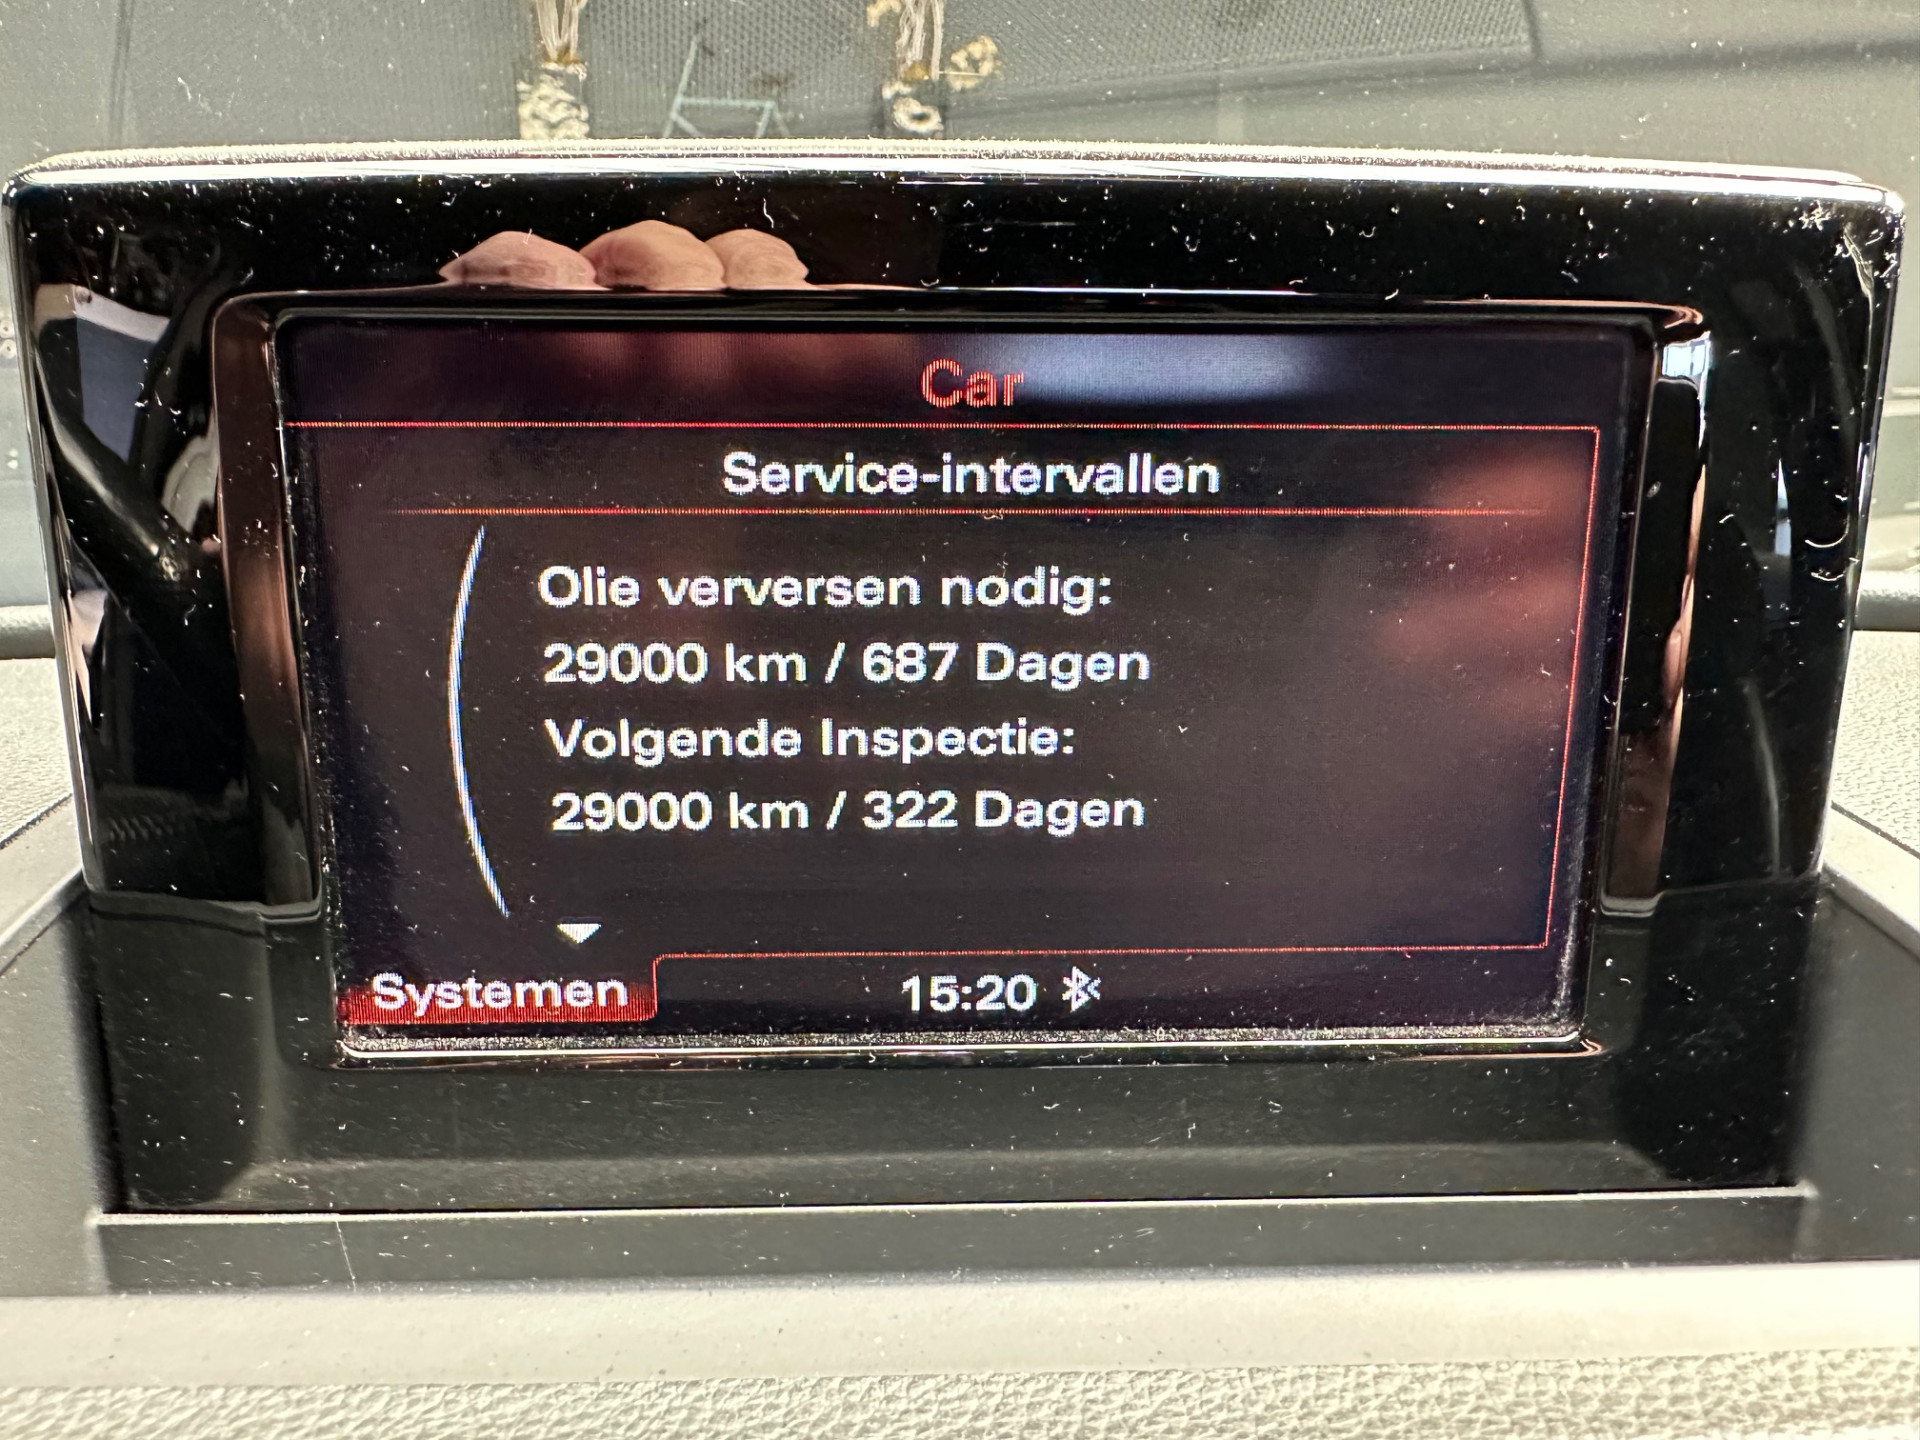 Car
Service-intervallen
Olie verversen nodig:
29000 km / 687 Dagen
Volgende Inspectie:
29000 km / 322 Dagen
Systemen
15:20